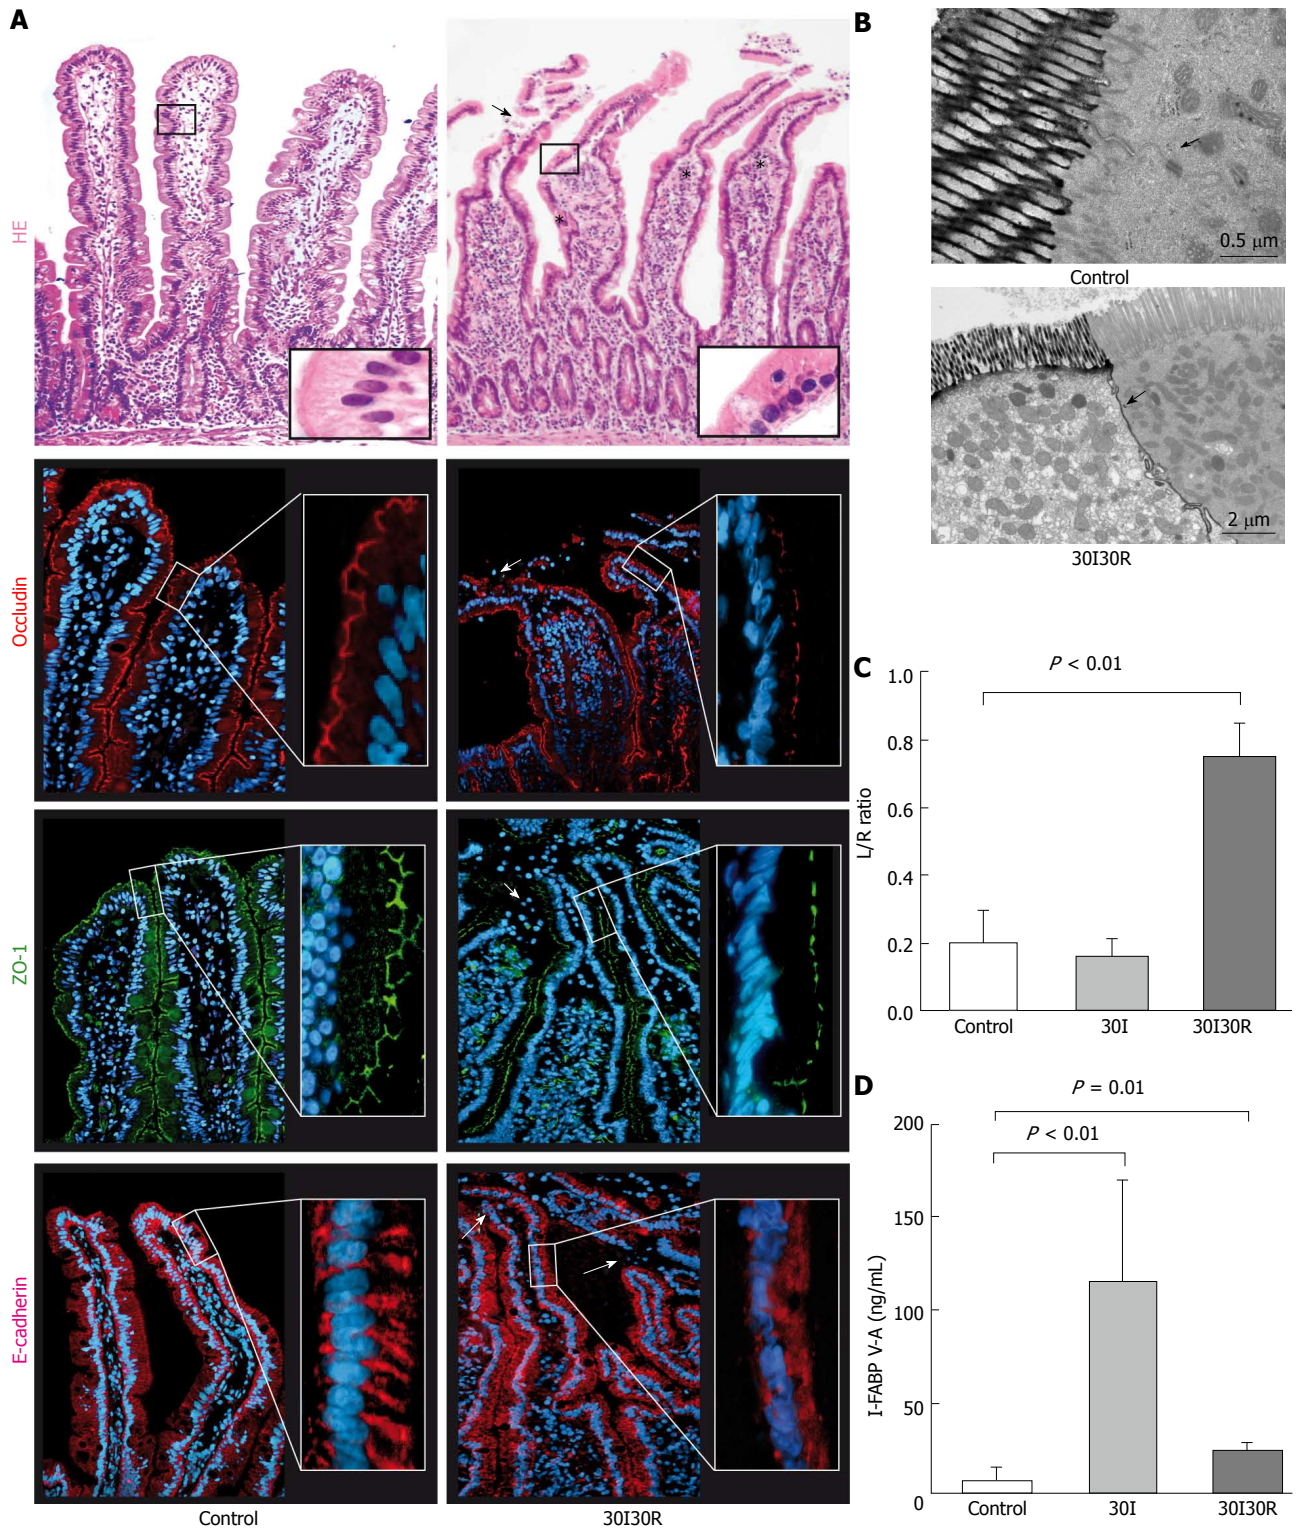 A
HE
Occludin
ZO-1
E-cadherin
Control
30I30R
*
*
*
B
0.5 μm
Control
2 μm
30I30R
C
P < 0.01
L/R ratio
1.0
0.8
0.6
0.4
0.2
0.0
Control
30I
30I30R
D
P = 0.01
P < 0.01
I-FABP V-A (ng/mL)
200
150
100
50
0
Control
30I
30I30R